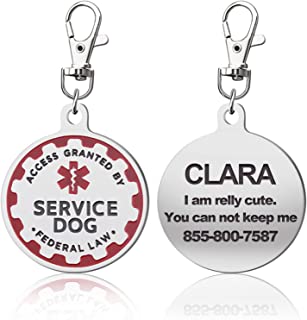 ACCESS GRANTED BY
SERVICE
DOG
• FEDERAL LAW •
CLARA
I am relly cute.
You can not keep me
855-800-7587